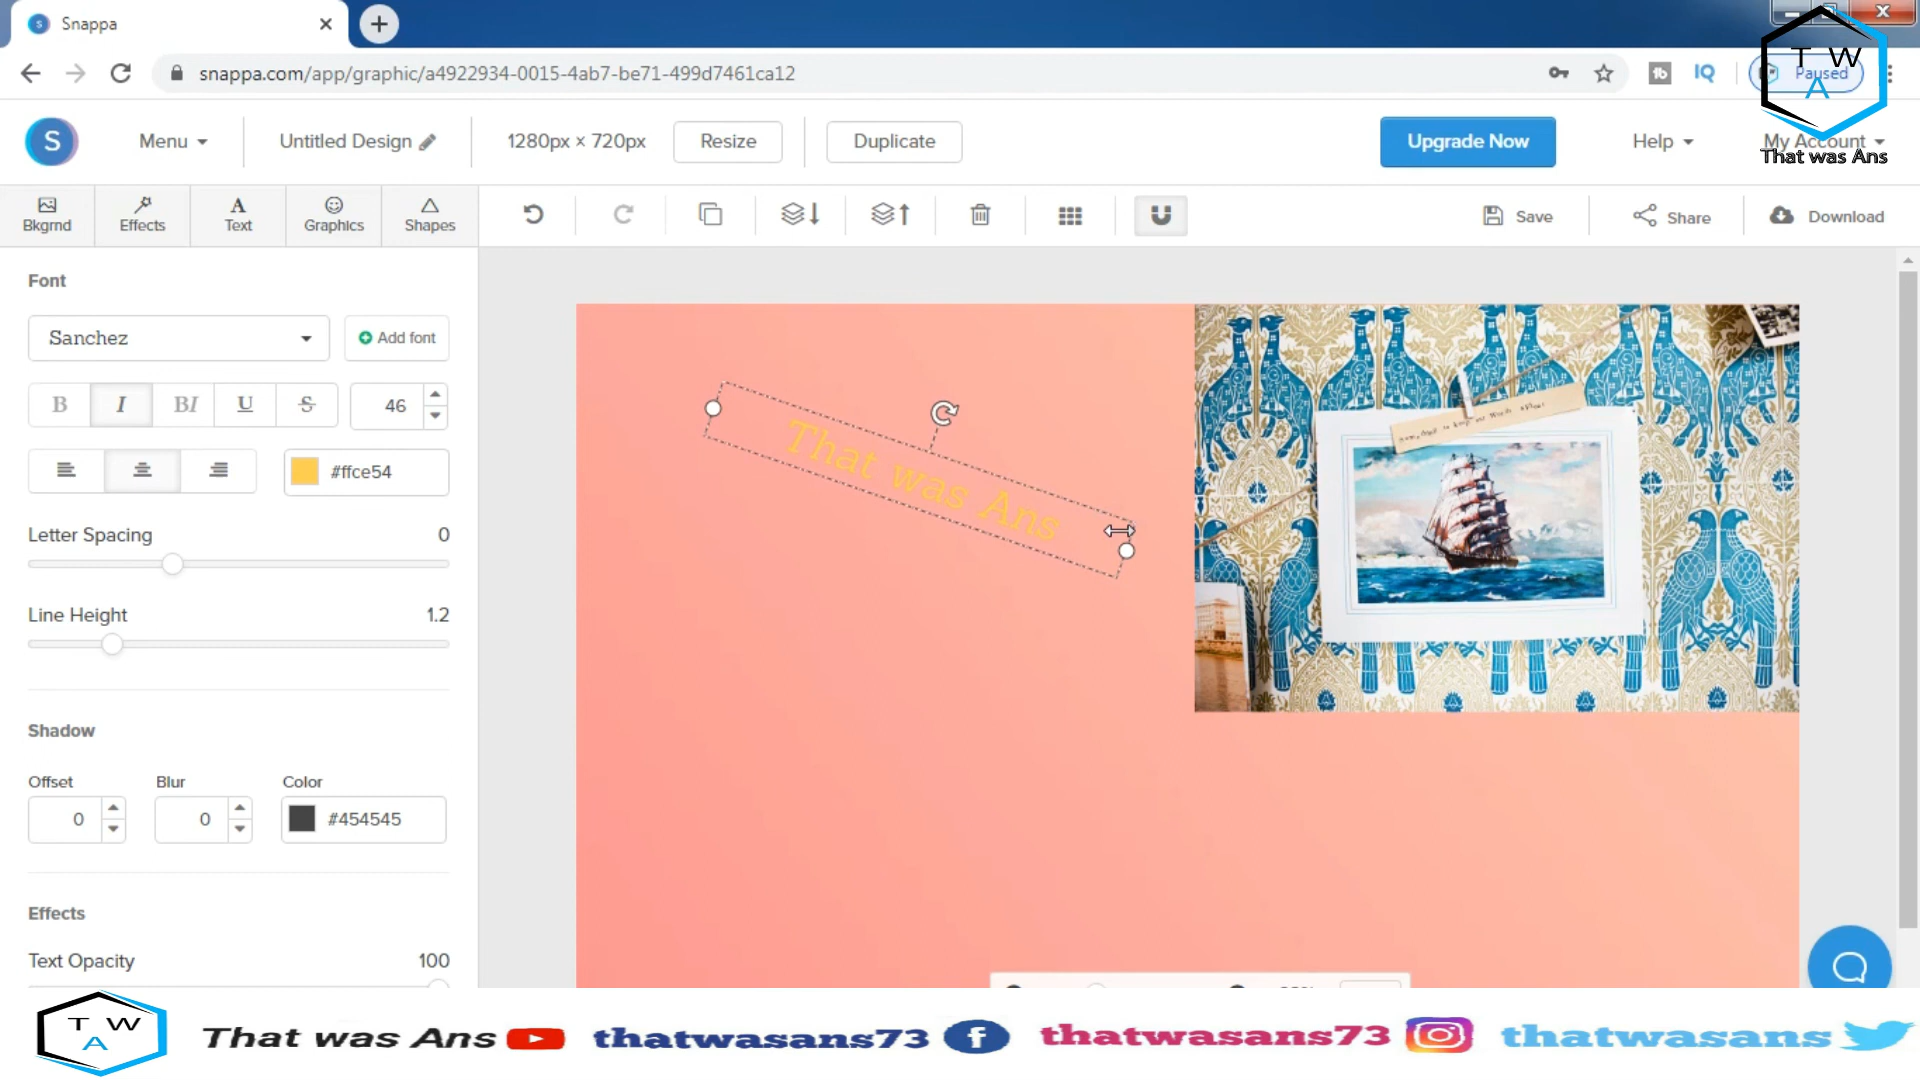 Snappa
snappa.com/app/graphic/a4922934-0015-4ab7-be71-499d7461ca12
Paused
S Menu Untitled Design 1280px × 720px Resize Duplicate Upgrade Now Help My Account
T W
A
That was Ans
Bkgrnd Effects Text Graphics Shapes Save Share Download
Font
Sanchez Add font
B I BI U S 46
#ffce54
Letter Spacing 0
Line Height 1.2
Shadow
Offset Blur Color
0 0 #454545
Effects
Text Opacity 100
That was Ans
T W
A
That was Ans thatwasans73 thatwasans73 thatwasans